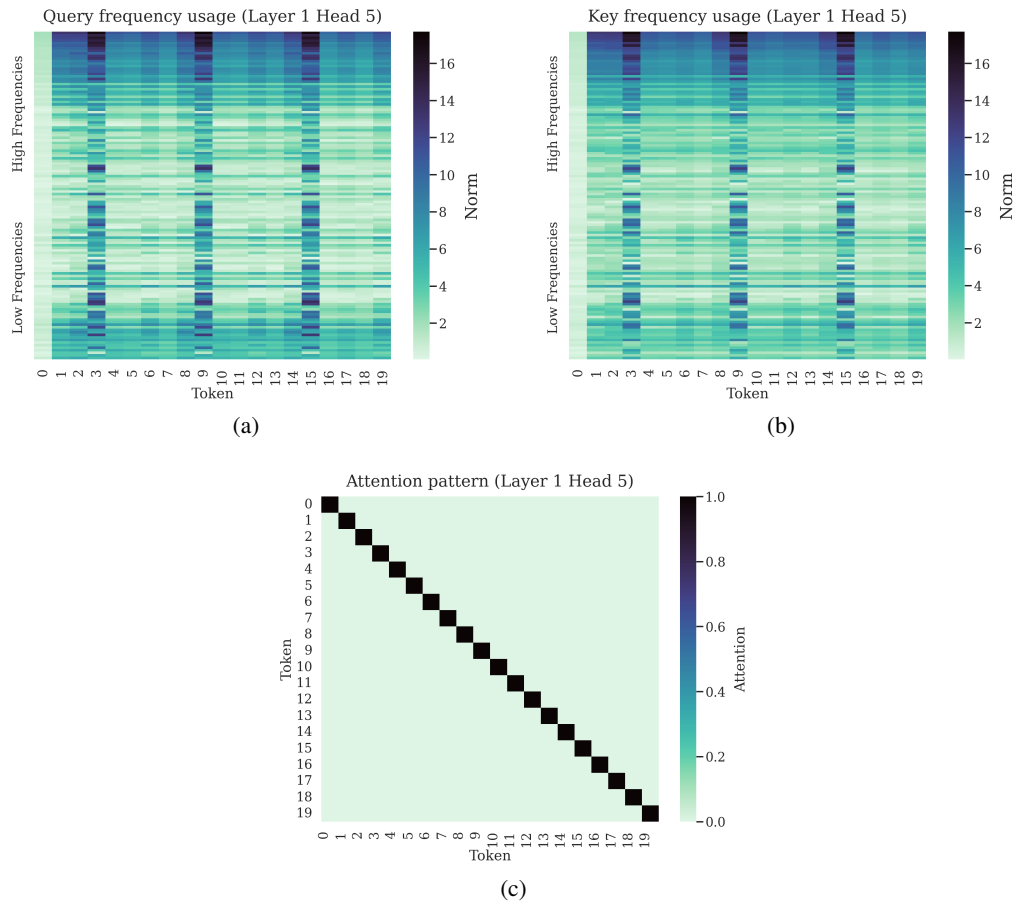 Query frequency usage (Layer 1 Head 5)
High Frequencies
Low Frequencies
0 1 2 3 4 5 6 7 8 9 10 11 12 13 14 15 16 17 18 19
Token
16
14
12
10
8
6
4
2
Norm
(a)
Key frequency usage (Layer 1 Head 5)
High Frequencies
Low Frequencies
0 1 2 3 4 5 6 7 8 9 10 11 12 13 14 15 16 17 18 19
Token
16
14
12
10
8
6
4
2
Norm
(b)
Attention pattern (Layer 1 Head 5)
Token
0
1
2
3
4
5
6
7
8
9
10
11
12
13
14
15
16
17
18
19
0 1 2 3 4 5 6 7 8 9 10 11 12 13 14 15 16 17 18 19
Token
1.0
0.8
0.6
0.4
0.2
0.0
Attention
(c)